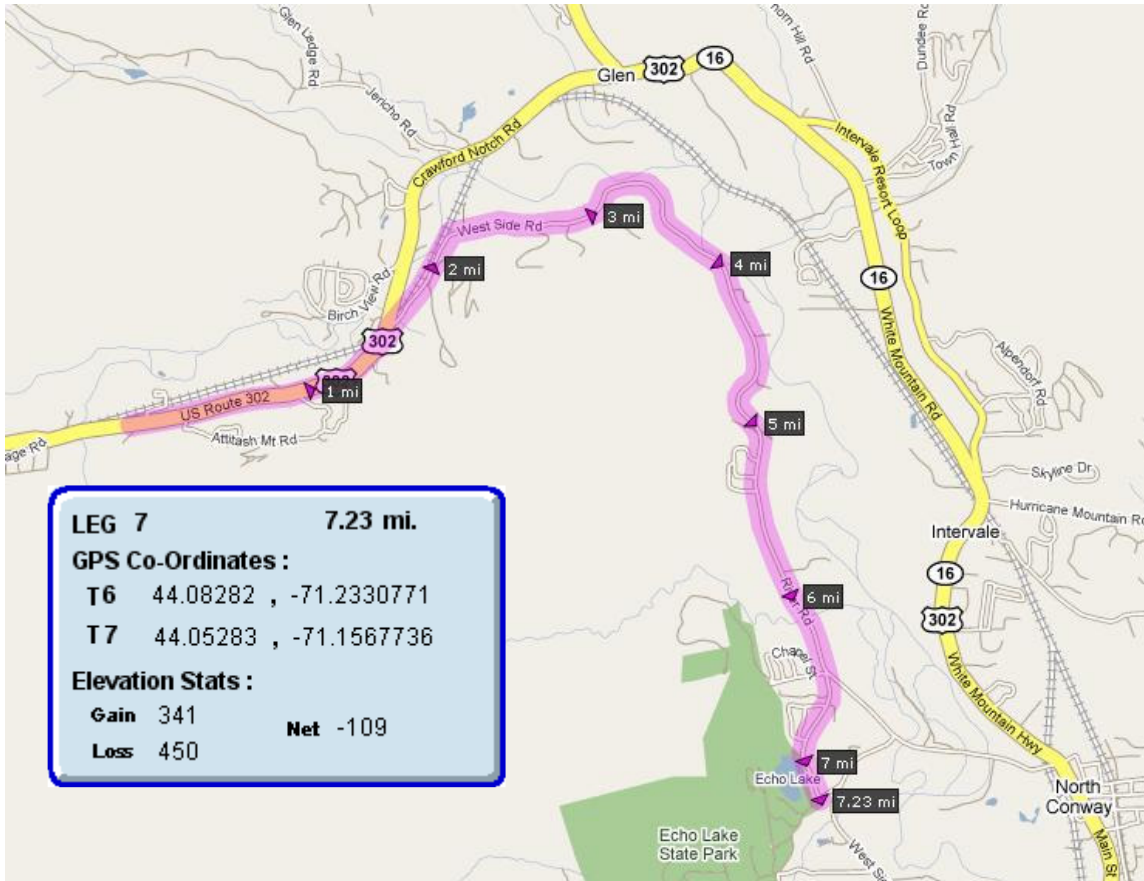 Glen Ledge Rd
Jericho Rd
Crawford Notch Rd
Glen
302
16
Dundee Rd
Town Hall Rd
Intervale Resort Loop
West Side Rd
3 mi
4 mi
2 mi
Birch View Rd
302
16
White Mountain Rd
Alpendorf Rd
1 mi
US Route 302
Attitash Mt Rd
5 mi
Skyline Dr
Hurricane Mountain
Intervale
16
302
6 mi
River Rd
Chapel St
White Mountain Hwy
7 mi
Echo Lake
7.23 mi
North
Conway
Main St
Echo Lake
State Park
West
LEG 7 7.23 mi.
GPS Co-Ordinates :
T6 44.08282 , -71.2330771
T7 44.05283 , -71.1567736
Elevation Stats :
Gain 341
Net -109
Loss 450